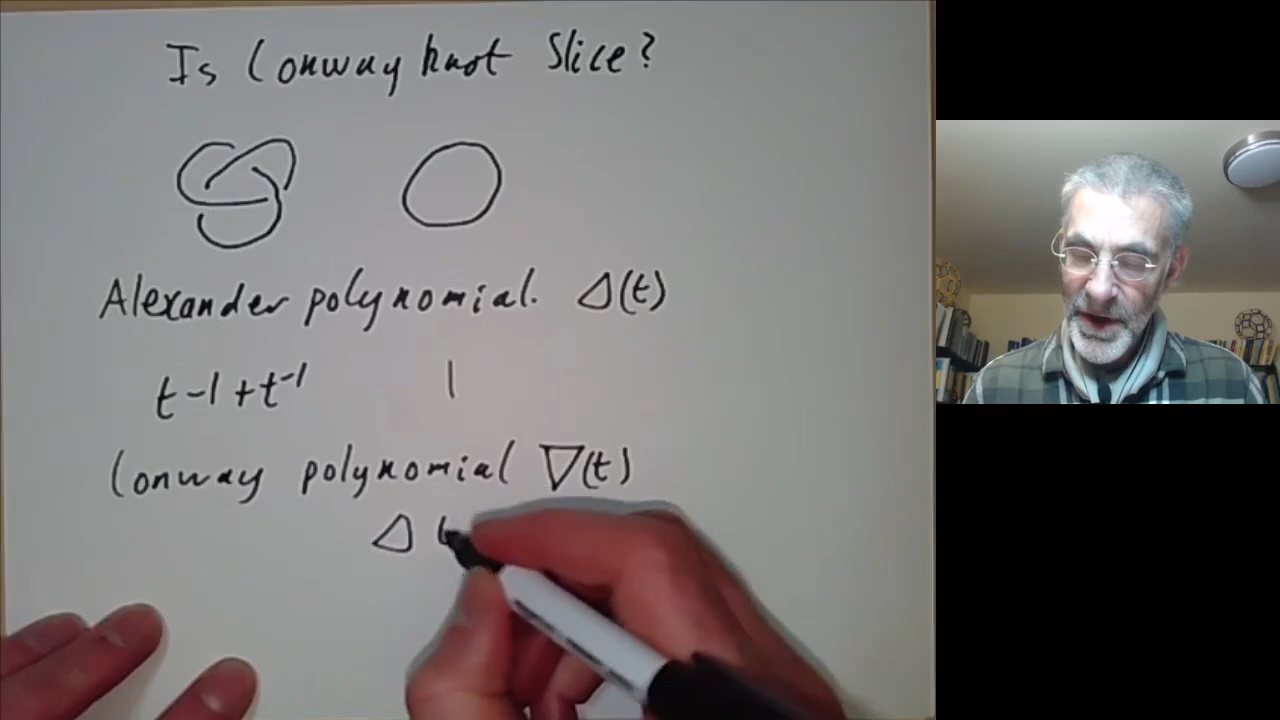 Is Conway knot Slice?
Alexander polynomial. Δ(t)
t-1+t⁻¹ 1
Conway polynomial ∇(t)
Δ